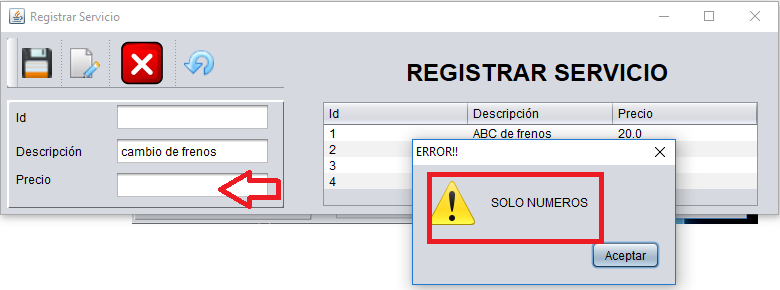 Registrar Servicio
REGISTRAR SERVICIO
Id
Descripción cambio de frenos
Precio
Id Descripción Precio
1 ABC de frenos 20.0
2
3
4
ERROR!!
SOLO NUMEROS
Aceptar